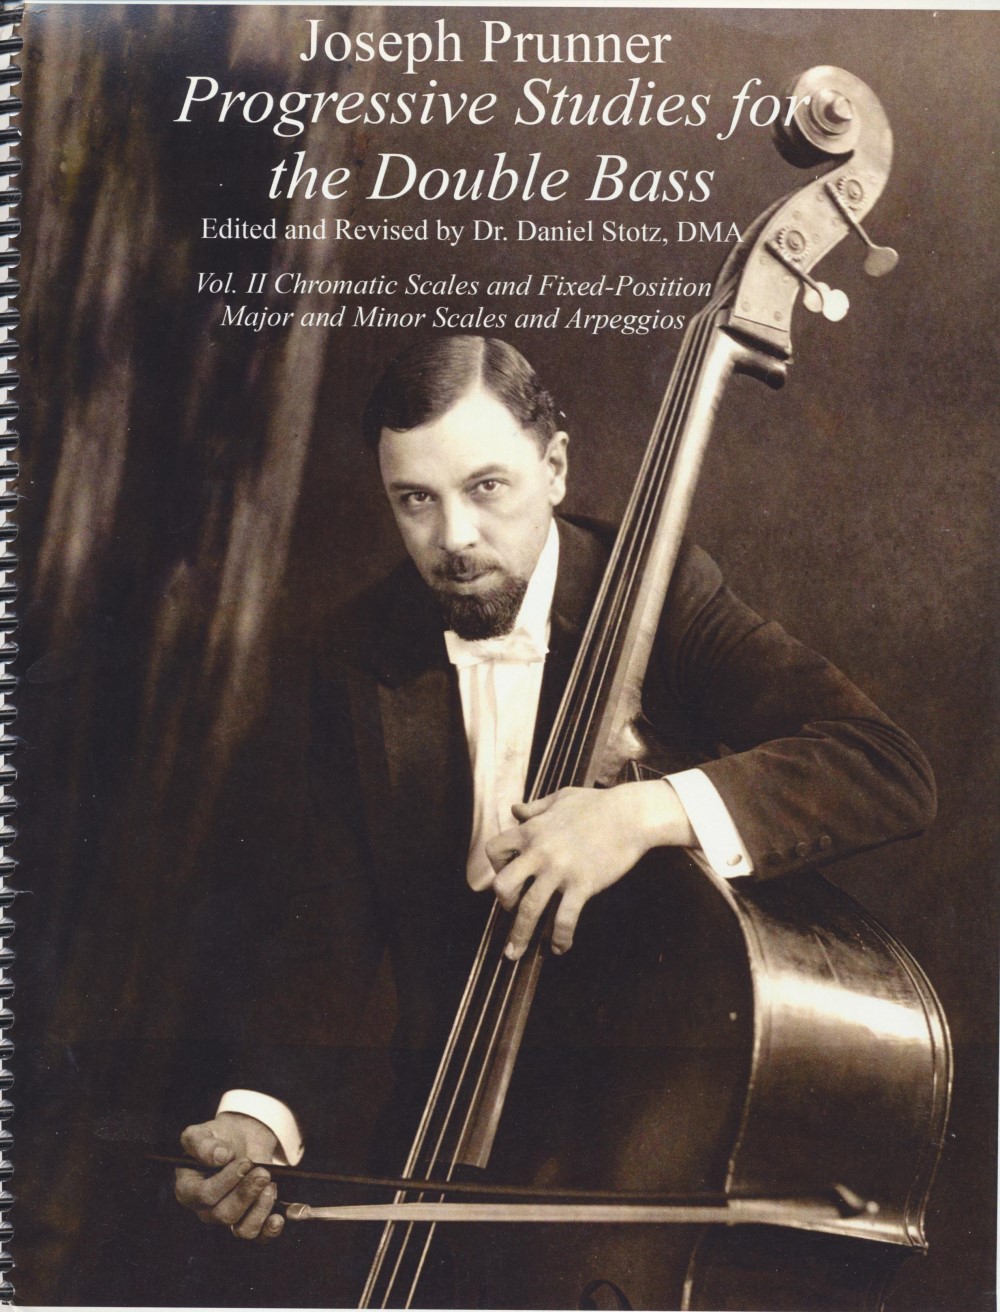 Joseph Prunner
Progressive Studies for
the Double Bass
Edited and Revised by Dr. Daniel Stotz, DMA
Vol. II Chromatic Scales and Fixed-Position
Major and Minor Scales and Arpeggios